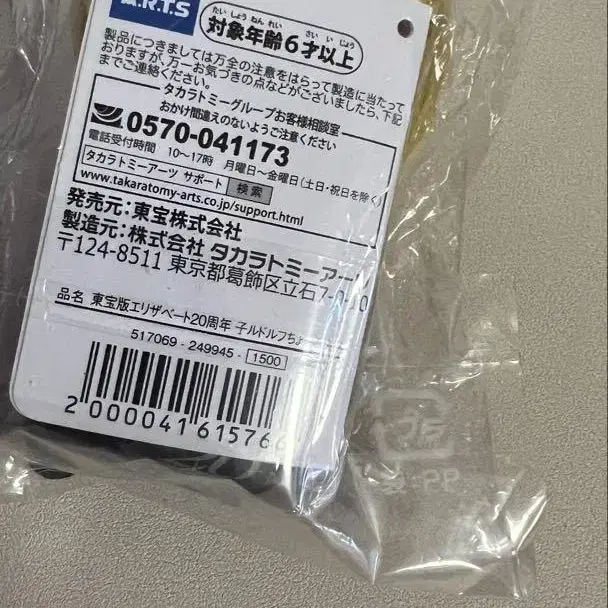 A.R.T.S
たいしょうねんれい さいいじょう
対象年齢6才以上
製品につきましては万全の注意をはらって製造に当たって
おりますが、万一お気づきの点などがございましたら、下記
までご連絡ください。
タカラトミーグループお客様相談室
おかけ間違えのないようご注意ください
0570-041173
電話受付時間 10〜17時 月曜日〜金曜日(土日・祝日を除く)
タカラトミーアーツ サポート 検索
www.takaratomy-arts.co.jp/support.html
発売元:東宝株式会社
製造元:株式会社 タカラトミーアーツ
〒124-8511 東京都葛飾区立石7-9-10
品名 東宝版エリザベート20周年 子ルドルフちょ
517069 - 249945 - 1500
2 000041 61576
プラ